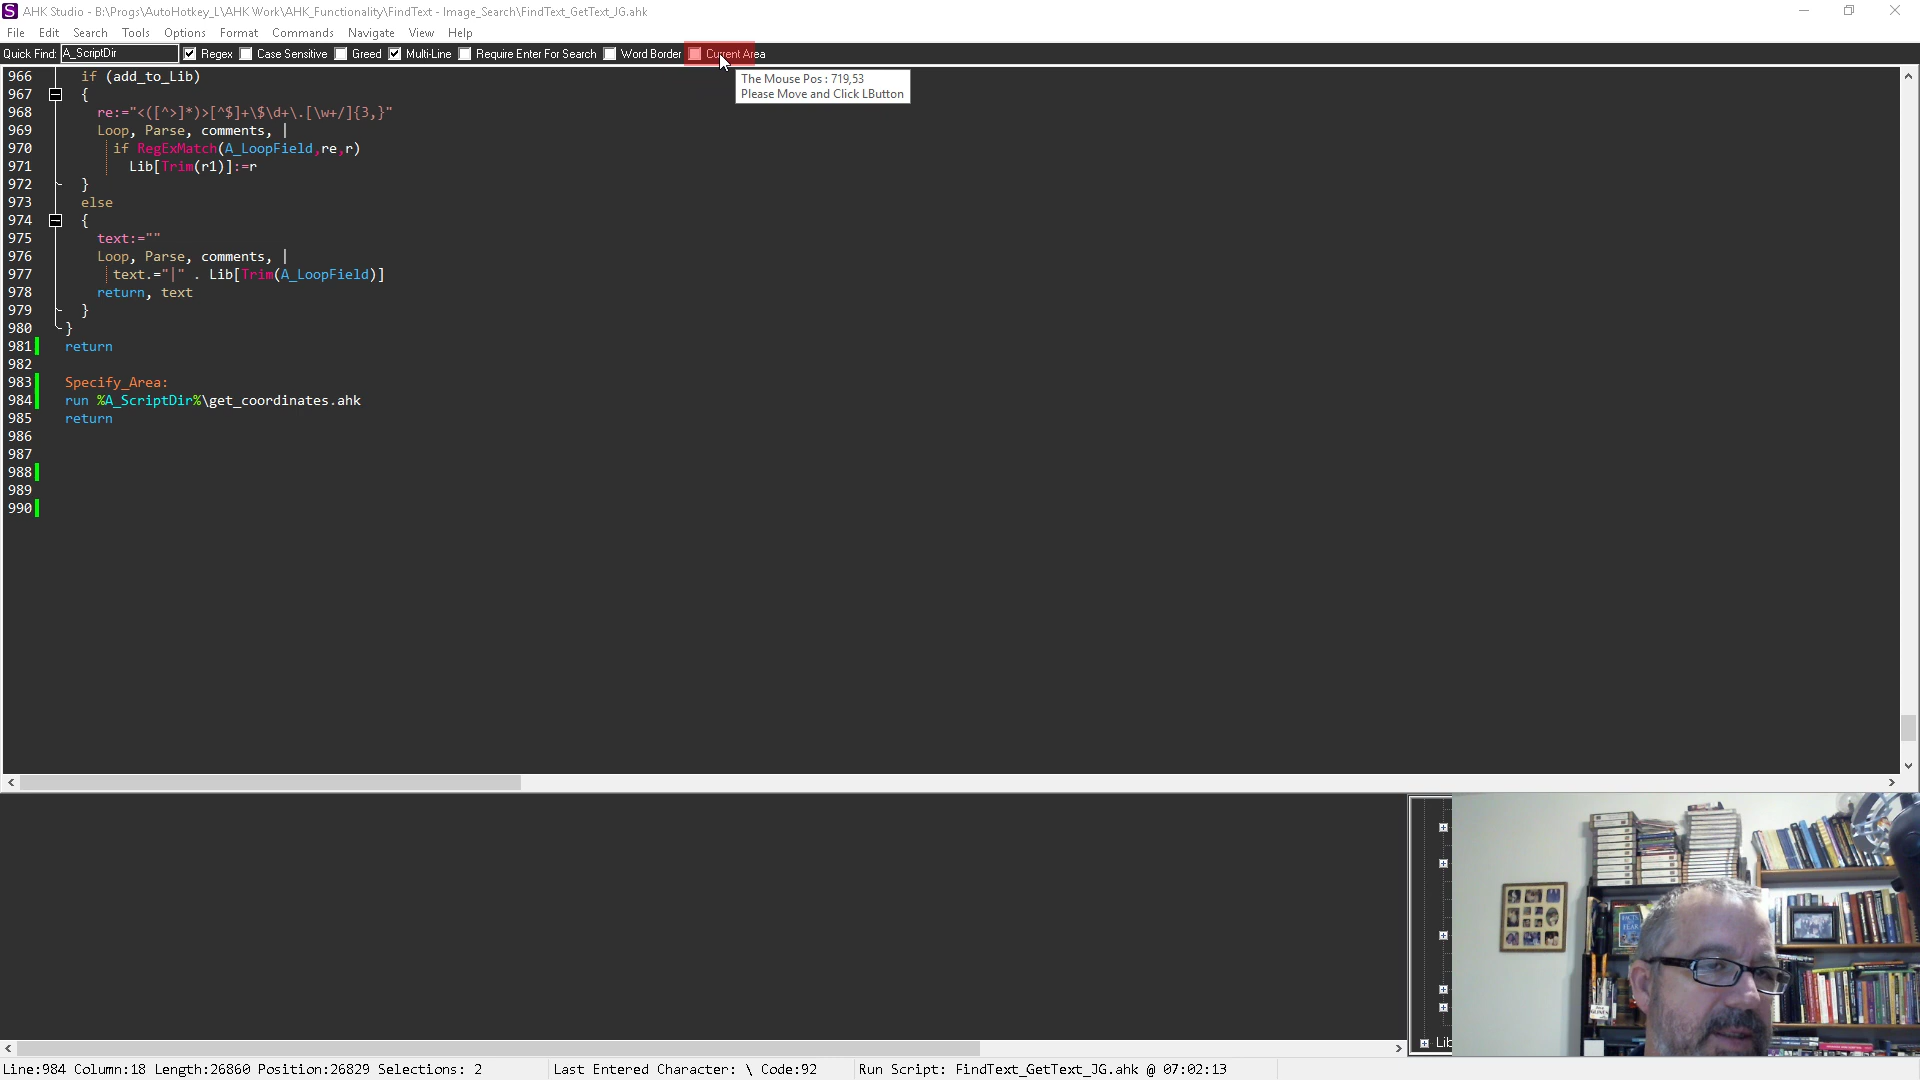 AHK Studio - B:\Progs\AutoHotkey_L\AHK Work\AHK_Functionality\FindText - Image_Search\FindText_GetText_JG.ahk
File Edit Search Tools Options Format Commands Navigate View Help
Quick Find: A_ScriptDir Regex Case Sensitive Greed Multi-Line Require Enter For Search Word Border Current Area
The Mouse Pos : 719,53
Please Move and Click LButton
966 if (add_to_Lib)
967 {
968 re:="<([^>]*)>[^$]+\$\d+\.[\w+/]{3,}"
969 Loop, Parse, comments, |
970 if RegExMatch(A_LoopField,re,r)
971 Lib[Trim(r1)]:=r
972 }
973 else
974 {
975 text:=""
976 Loop, Parse, comments, |
977 text.="|" . Lib[Trim(A_LoopField)]
978 return, text
979 }
980 }
981 return
982
983 Specify_Area:
984 run %A_ScriptDir%\get_coordinates.ahk
985 return
986
987
988
989
990
Lib
Line:984 Column:18 Length:26860 Position:26829 Selections: 2 Last Entered Character: \ Code:92 Run Script: FindText_GetText_JG.ahk @ 07:02:13